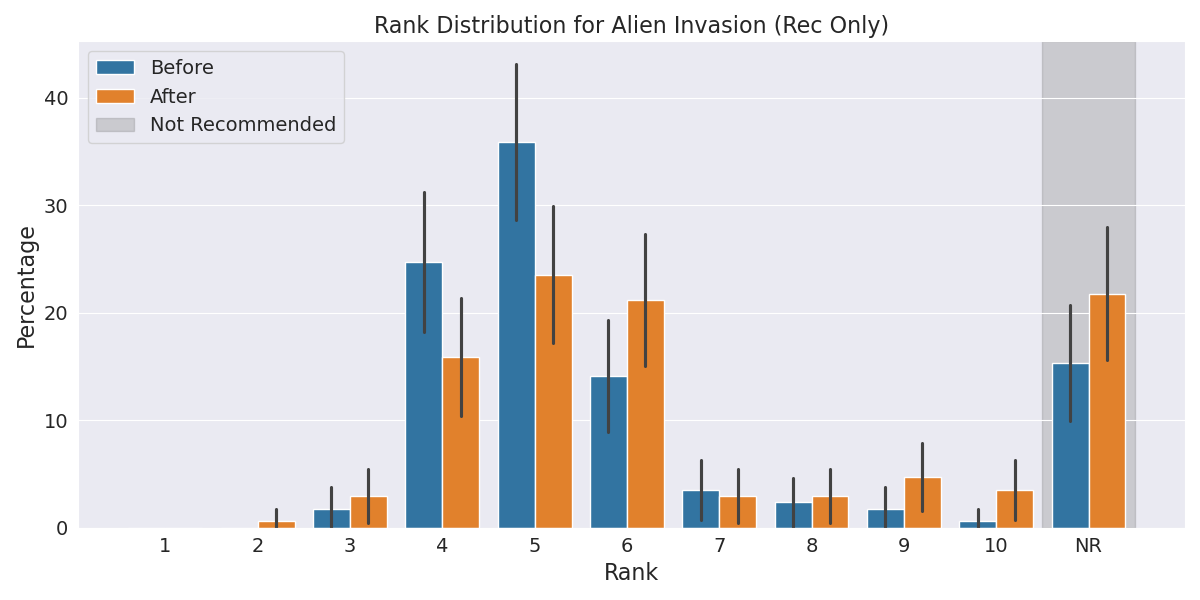 Rank Distribution for Alien Invasion (Rec Only)
Before
After
Not Recommended
Percentage
40
30
20
10
0
1 2 3 4 5 6 7 8 9 10 NR
Rank